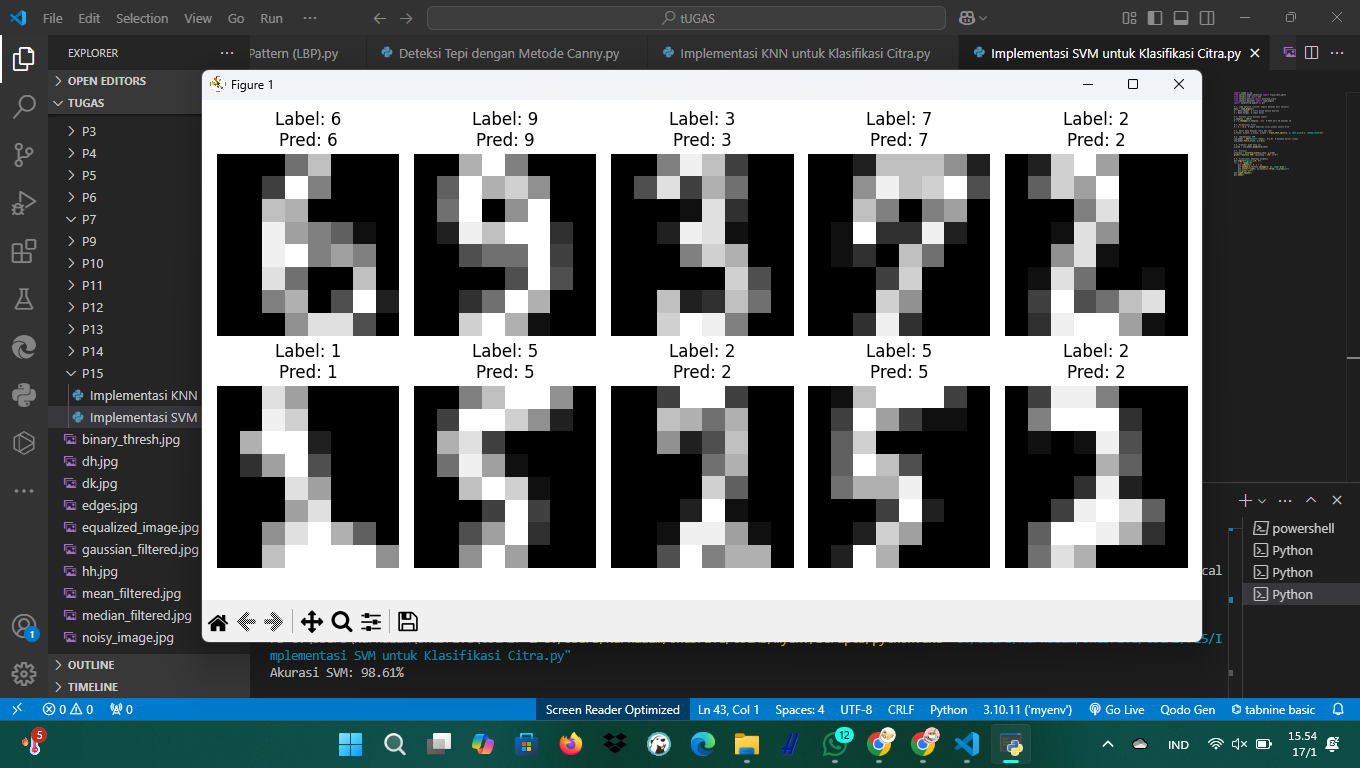 File Edit Selection View Go Run ···
tUGAS
EXPLORER ···
Pattern (LBP).py
Deteksi Tepi dengan Metode Canny.py
Implementasi KNN untuk Klasifikasi Citra.py
Implementasi SVM untuk Klasifikasi Citra.py
OPEN EDITORS
TUGAS
P3
P4
P5
P6
P7
P9
P10
P11
P12
P13
P14
P15
Implementasi KNN
Implementasi SVM
binary_thresh.jpg
dh.jpg
dk.jpg
edges.jpg
equalized_image.jpg
gaussian_filtered.jpg
hh.jpg
mean_filtered.jpg
median_filtered.jpg
noisy_image.jpg
OUTLINE
TIMELINE
1
Figure 1
Label: 6 Label: 9 Label: 3 Label: 7 Label: 2
Pred: 6 Pred: 9 Pred: 3 Pred: 7 Pred: 2
Label: 1 Label: 5 Label: 2 Label: 5 Label: 2
Pred: 1 Pred: 5 Pred: 2 Pred: 5 Pred: 2
cal
mplementasi SVM untuk Klasifikasi Citra.py"
Akurasi SVM: 98.61%
powershell
Python
Python
Python
0 0 0
Screen Reader Optimized Ln 43, Col 1 Spaces: 4 UTF-8 CRLF Python 3.10.11 ('myenv') Go Live Qodo Gen tabnine basic
5
12
IND
15.54
17/1